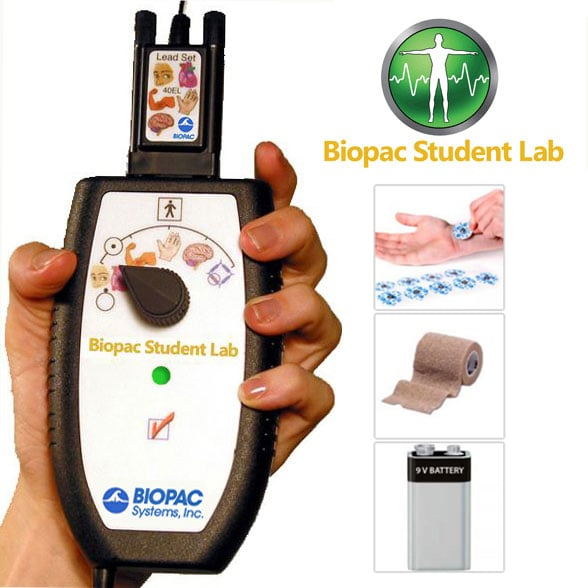 Lead Set
40EL
BIOPAC
Biopac Student Lab
Biopac Student Lab
BIOPAC
Systems, Inc.
9 V BATTERY